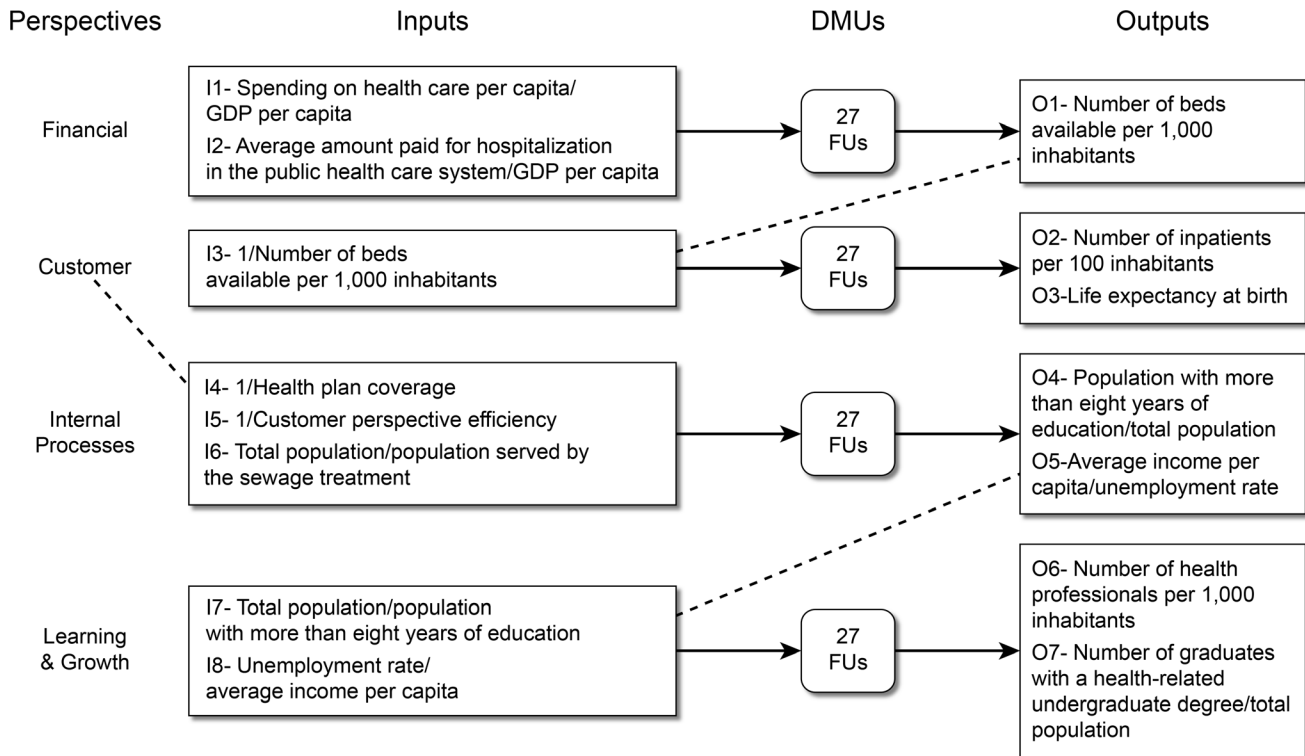 Perspectives Inputs DMUs Outputs
Financial
I1- Spending on health care per capita/
GDP per capita
I2- Average amount paid for hospitalization
in the public health care system/GDP per capita
27
FUs
O1- Number of beds
available per 1,000
inhabitants
Customer
I3- 1/Number of beds
available per 1,000 inhabitants
27
FUs
O2- Number of inpatients
per 100 inhabitants
O3-Life expectancy at birth
Internal
Processes
I4- 1/Health plan coverage
I5- 1/Customer perspective efficiency
I6- Total population/population served by
the sewage treatment
27
FUs
O4- Population with more
than eight years of
education/total population
O5-Average income per
capita/unemployment rate
Learning
& Growth
I7- Total population/population
with more than eight years of education
I8- Unemployment rate/
average income per capita
27
FUs
O6- Number of health
professionals per 1,000
inhabitants
O7- Number of graduates
with a health-related
undergraduate degree/total
population